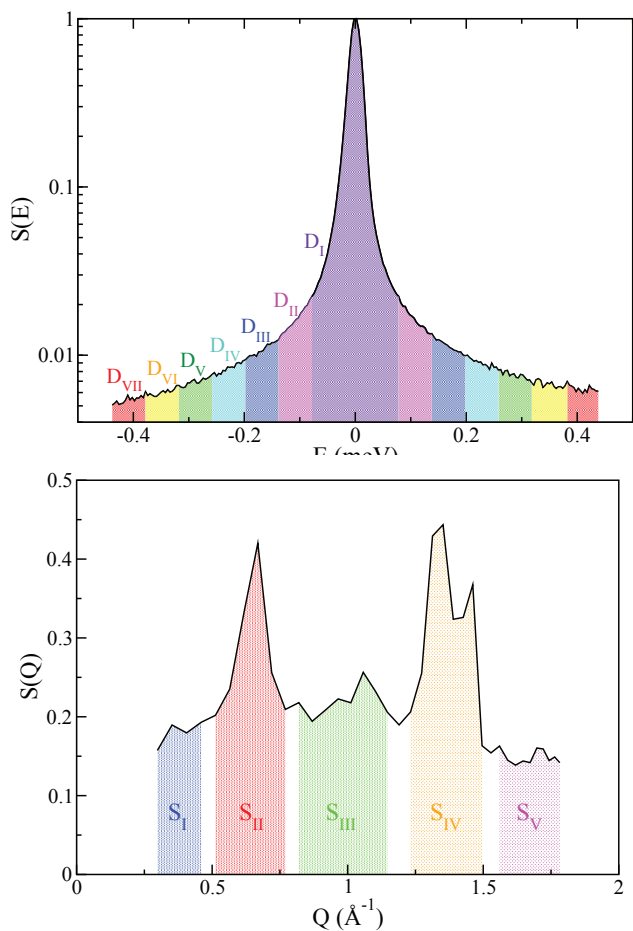 1
0.1
0.01
S(E)
D_I
D_II
D_III
D_IV
D_V
D_VI
D_VII
-0.4 -0.2 0 0.2 0.4
E (meV)
0.5
0.4
0.3
0.2
0.1
0
S(Q)
S_I S_II S_III S_IV S_V
0 0.5 1 1.5 2
Q (Å⁻¹)